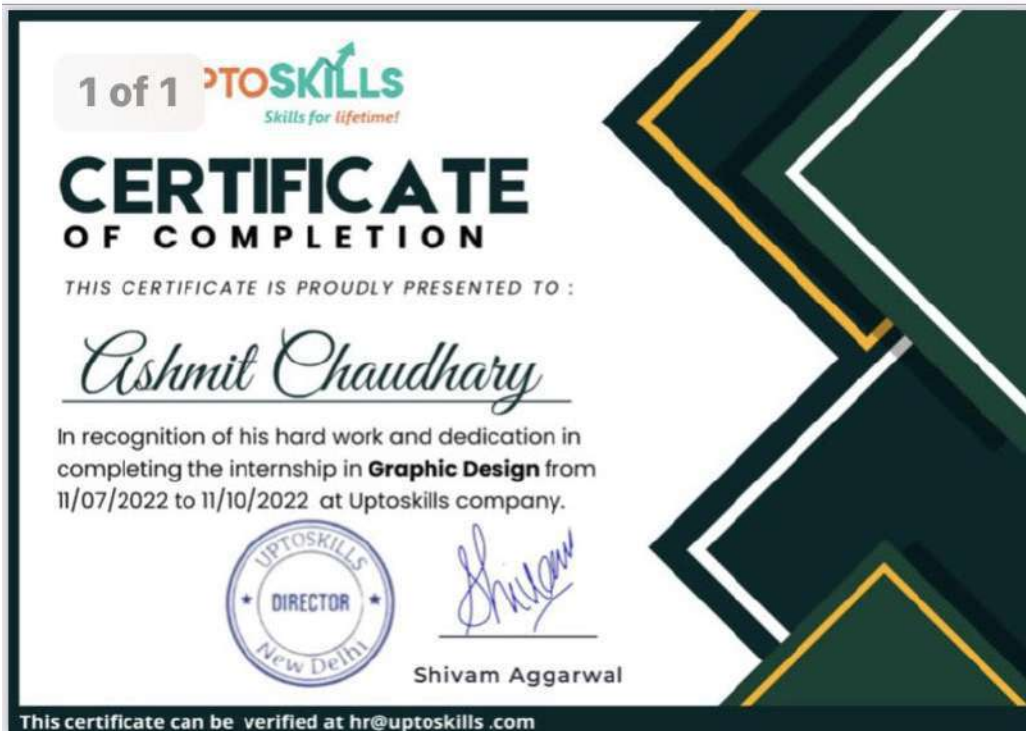 1 of 1
PTOSKILLS
Skills for lifetime!
CERTIFICATE
OF COMPLETION
THIS CERTIFICATE IS PROUDLY PRESENTED TO :
Ashmit Chaudhary
In recognition of his hard work and dedication in
completing the internship in Graphic Design from
11/07/2022 to 11/10/2022 at Uptoskills company.
UPTOSKILLS
DIRECTOR
New Delhi
Shivam
Shivam Aggarwal
This certificate can be verified at hr@uptoskills .com